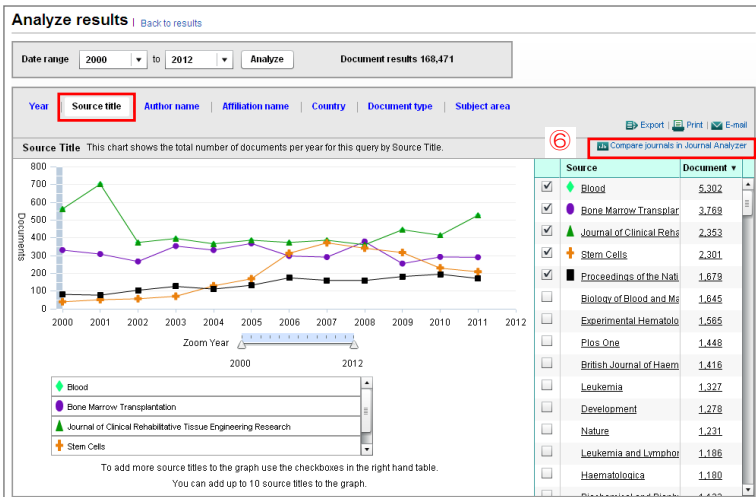 Analyze results | Back to results
Date range 2000 to 2012 Analyze Document results 168,471
Year | Source title | Author name | Affiliation name | Country | Document type | Subject area
Export | Print | E-mail
⑥
Compare journals in Journal Analyzer
Source Title This chart shows the total number of documents per year for this query by Source Title.
Documents
800
700
600
500
400
300
200
100
0
2000 2001 2002 2003 2004 2005 2006 2007 2008 2009 2010 2011 2012
Zoom Year
2000 2012
Blood
Bone Marrow Transplantation
Journal of Clinical Rehabilitative Tissue Engineering Research
Stem Cells
To add more source titles to the graph use the checkboxes in the right hand table.
You can add up to 10 source titles to the graph.
Source Document
Blood 5,302
Bone Marrow Transplan 3,769
Journal of Clinical Reha 2,353
Stem Cells 2,301
Proceedings of the Nati 1,679
Biology of Blood and Ma 1,645
Experimental Hematolo 1,565
Plos One 1,448
British Journal of Haem 1,416
Leukemia 1,327
Development 1,278
Nature 1,231
Leukemia and Lymphor 1,186
Haematologica 1,180